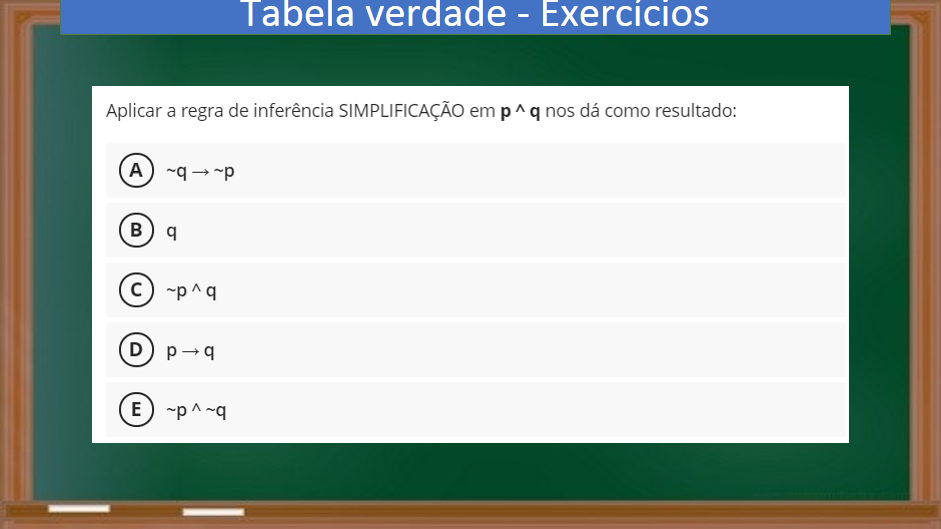 Tabela verdade - Exercícios
Aplicar a regra de inferência SIMPLIFICAÇÃO em p ^ q nos dá como resultado:
A ~q → ~p
B q
C ~p ^ q
D p → q
E ~p ^ ~q